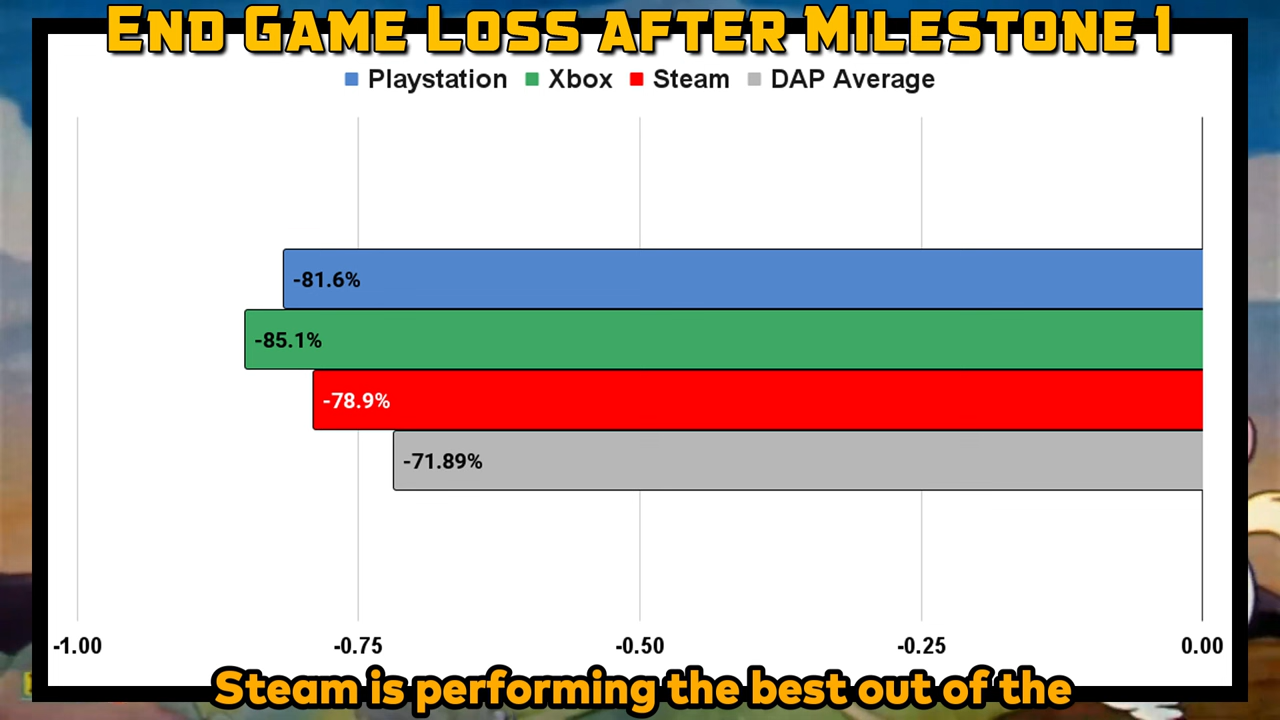 End Game Loss after Milestone 1
Playstation Xbox Steam DAP Average
-81.6%
-85.1%
-78.9%
-71.89%
-1.00 -0.75 -0.50 -0.25 0.00
Steam is performing the best out of the